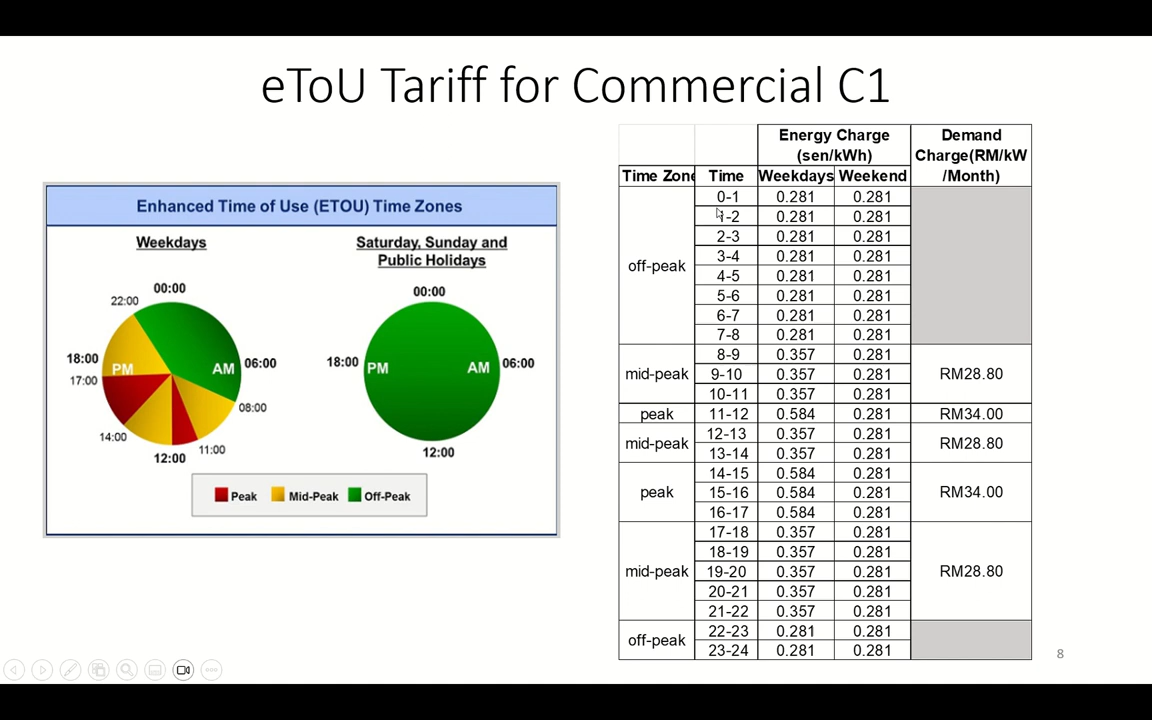 eToU Tariff for Commercial C1
Enhanced Time of Use (ETOU) Time Zones
Weekdays
00:00
22:00
18:00
PM
AM
06:00
17:00
08:00
14:00
11:00
12:00
Saturday, Sunday and
Public Holidays
00:00
18:00
PM
AM
06:00
12:00
Peak
Mid-Peak
Off-Peak
Energy Charge
(sen/kWh)
Demand
Charge(RM/kW
/Month)
Time Zone Time Weekdays Weekend
off-peak
0-1 0.281 0.281
1-2 0.281 0.281
2-3 0.281 0.281
3-4 0.281 0.281
4-5 0.281 0.281
5-6 0.281 0.281
6-7 0.281 0.281
7-8 0.281 0.281
mid-peak
8-9 0.357 0.281
9-10 0.357 0.281
10-11 0.357 0.281
RM28.80
peak 11-12 0.584 0.281 RM34.00
mid-peak
12-13 0.357 0.281
13-14 0.357 0.281
RM28.80
peak
14-15 0.584 0.281
15-16 0.584 0.281
16-17 0.584 0.281
RM34.00
mid-peak
17-18 0.357 0.281
18-19 0.357 0.281
19-20 0.357 0.281
20-21 0.357 0.281
21-22 0.357 0.281
RM28.80
off-peak
22-23 0.281 0.281
23-24 0.281 0.281
8